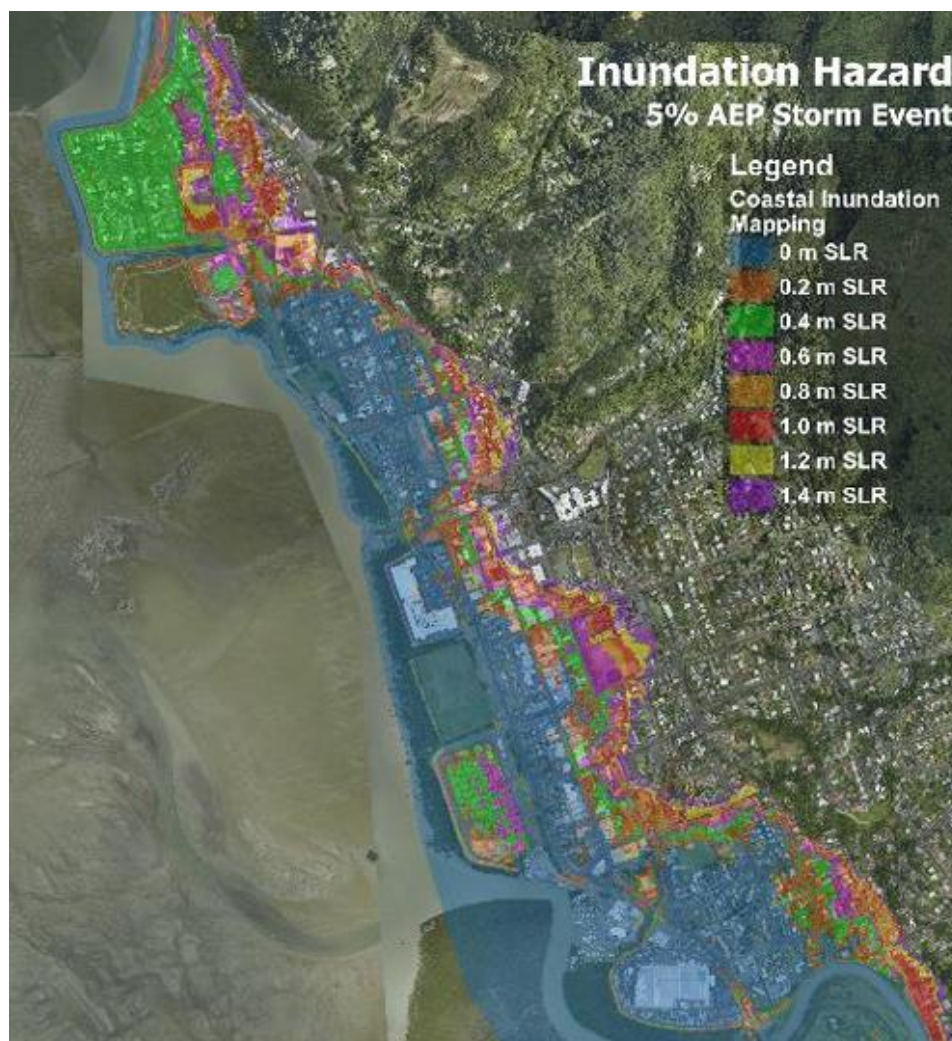 Inundation Hazard
5% AEP Storm Event
Legend
Coastal Inundation
Mapping
0 m SLR
0.2 m SLR
0.4 m SLR
0.6 m SLR
0.8 m SLR
1.0 m SLR
1.2 m SLR
1.4 m SLR